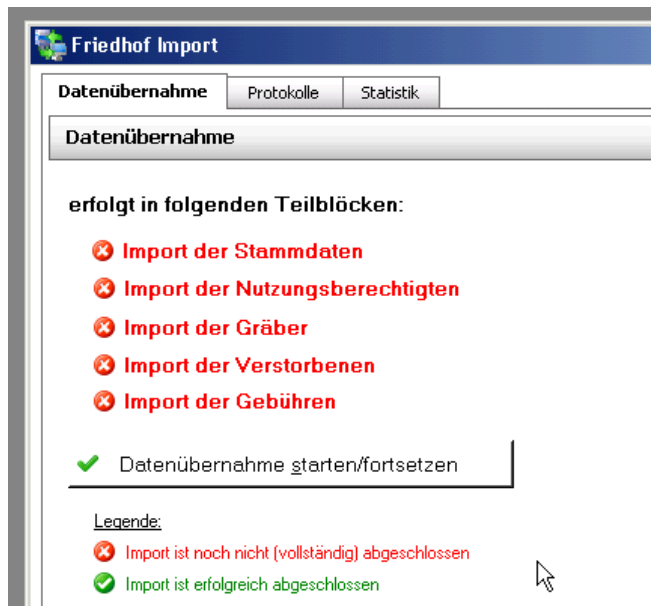 Friedhof Import
Datenübernahme Protokolle Statistik
Datenübernahme
erfolgt in folgenden Teilblöcken:
Import der Stammdaten
Import der Nutzungsberechtigten
Import der Gräber
Import der Verstorbenen
Import der Gebühren
Datenübernahme starten/fortsetzen
Legende:
Import ist noch nicht (vollständig) abgeschlossen
Import ist erfolgreich abgeschlossen